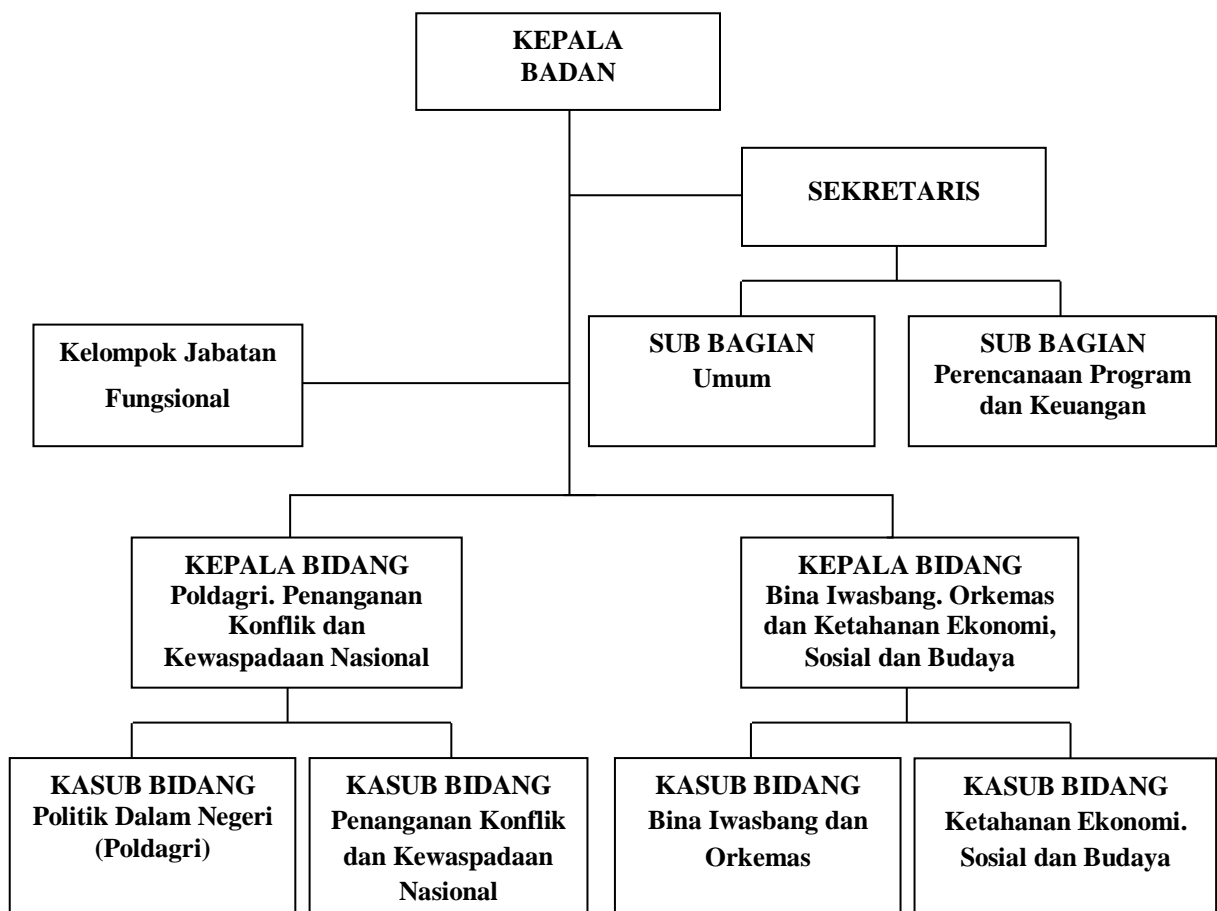 KEPALA
BADAN
SEKRETARIS
Kelompok Jabatan
Fungsional
SUB BAGIAN
Umum
SUB BAGIAN
Perencanaan Program
dan Keuangan
KEPALA BIDANG
Poldagri. Penanganan
Konflik dan
Kewaspadaan Nasional
KEPALA BIDANG
Bina Iwasbang. Orkemas
dan Ketahanan Ekonomi,
Sosial dan Budaya
KASUB BIDANG
Politik Dalam Negeri
(Poldagri)
KASUB BIDANG
Penanganan Konflik
dan Kewaspadaan
Nasional
KASUB BIDANG
Bina Iwasbang dan
Orkemas
KASUB BIDANG
Ketahanan Ekonomi.
Sosial dan Budaya